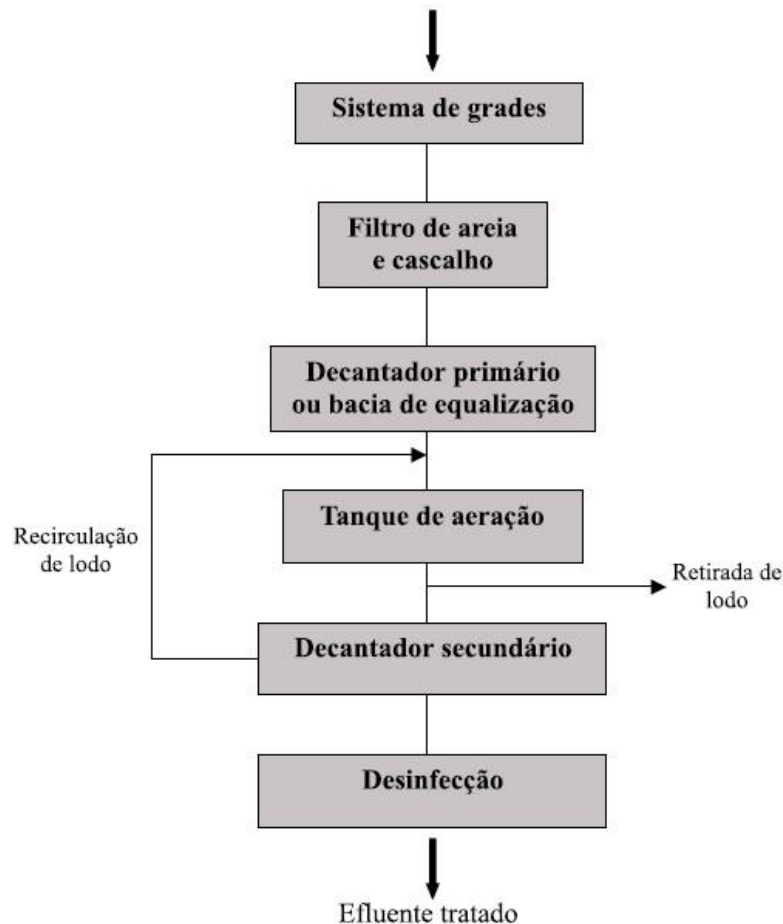 Sistema de grades
Filtro de areia
e cascalho
Decantador primário
ou bacia de equalização
Tanque de aeração
Recirculação
de lodo
Retirada de
lodo
Decantador secundário
Desinfecção
Efluente tratado